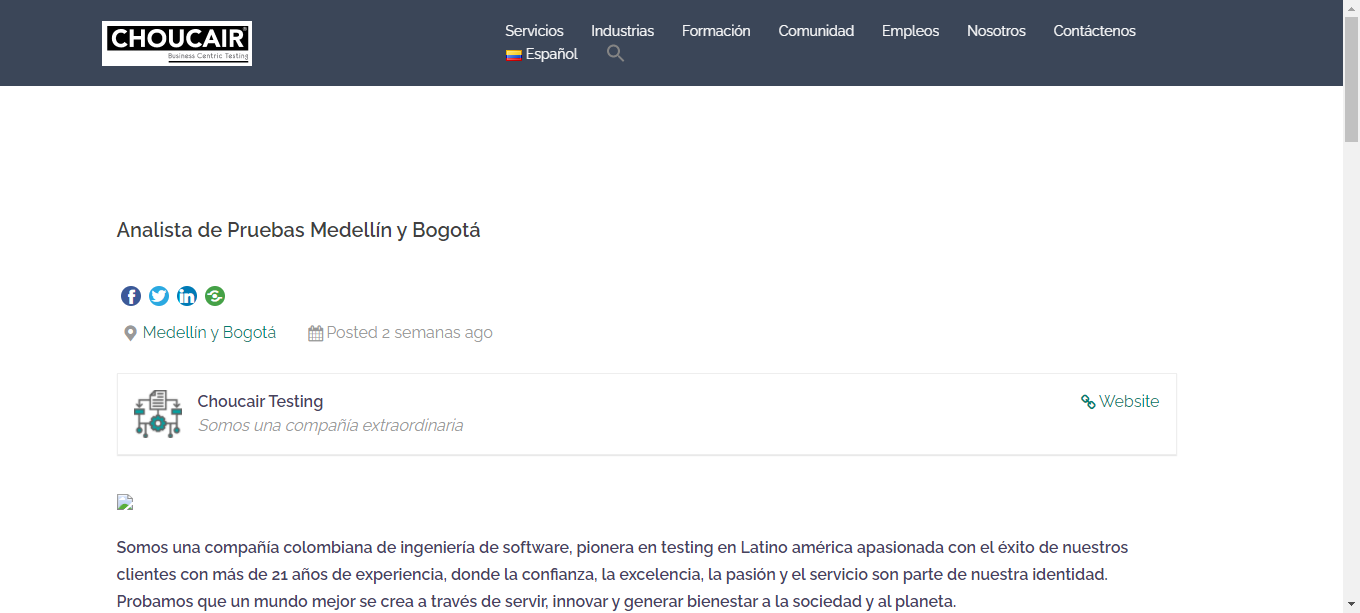 CHOUCAIR
Business Centric Testing
Servicios Industrias Formación Comunidad Empleos Nosotros Contáctenos
Español
Analista de Pruebas Medellín y Bogotá
Medellín y Bogotá Posted 2 semanas ago
Choucair Testing Website
Somos una compañía extraordinaria
Somos una compañía colombiana de ingeniería de software, pionera en testing en Latino américa apasionada con el éxito de nuestros
clientes con más de 21 años de experiencia, donde la confianza, la excelencia, la pasión y el servicio son parte de nuestra identidad.
Probamos que un mundo mejor se crea a través de servir, innovar y generar bienestar a la sociedad y al planeta.